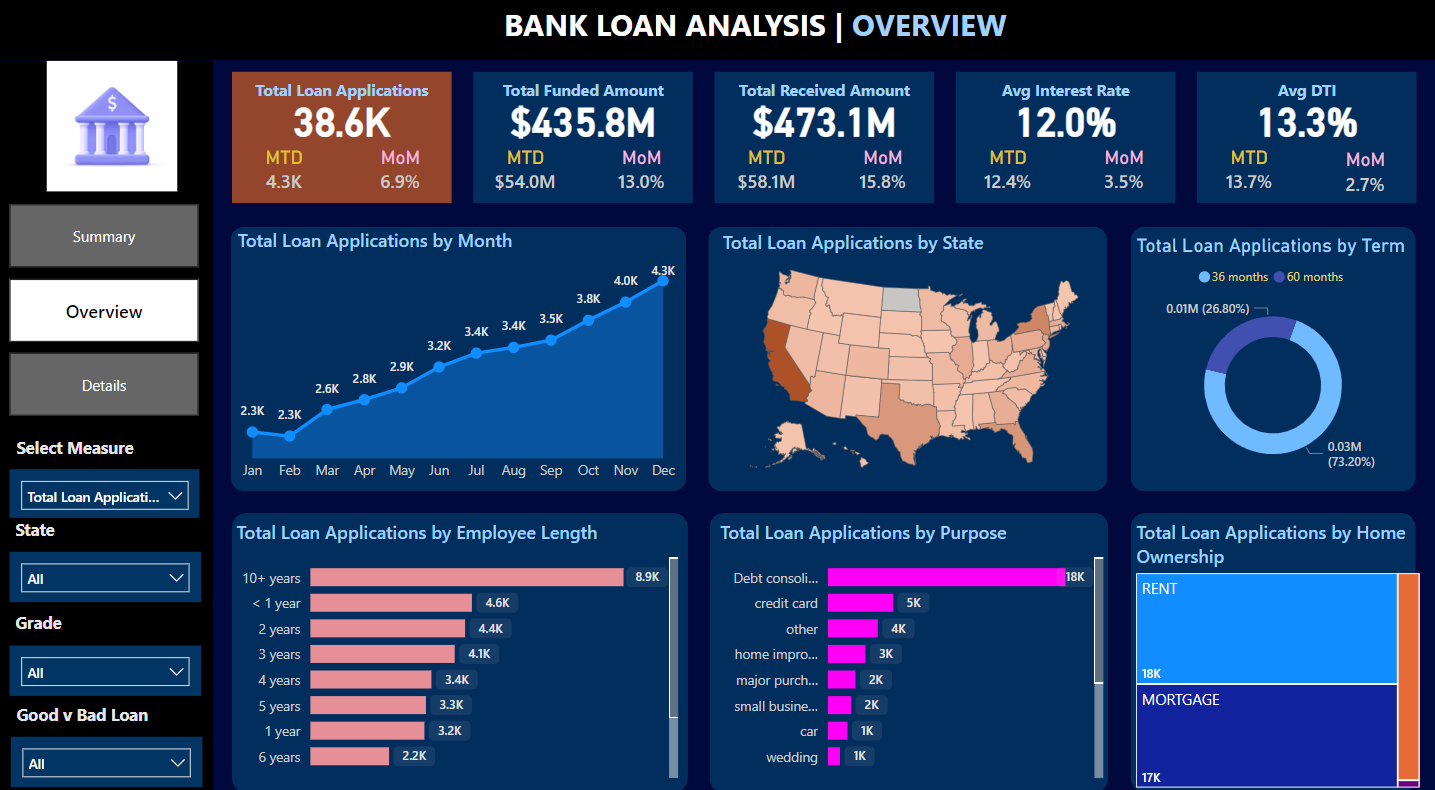 BANK LOAN ANALYSIS | OVERVIEW
$
Summary
Overview
Details
Select Measure
Total Loan Applicati...
State
All
Grade
All
Good v Bad Loan
All
Total Loan Applications
38.6K
MTD MoM
4.3K 6.9%
Total Funded Amount
$435.8M
MTD MoM
$54.0M 13.0%
Total Received Amount
$473.1M
MTD MoM
$58.1M 15.8%
Avg Interest Rate
12.0%
MTD MoM
12.4% 3.5%
Avg DTI
13.3%
MTD MoM
13.7% 2.7%
Total Loan Applications by Month
2.3K 2.3K 2.6K 2.8K 2.9K 3.2K 3.4K 3.4K 3.5K 3.8K 4.0K 4.3K
Jan Feb Mar Apr May Jun Jul Aug Sep Oct Nov Dec
Total Loan Applications by State
Total Loan Applications by Term
36 months 60 months
0.01M (26.80%)
0.03M
(73.20%)
Total Loan Applications by Employee Length
10+ years 8.9K
< 1 year 4.6K
2 years 4.4K
3 years 4.1K
4 years 3.4K
5 years 3.3K
1 year 3.2K
6 years 2.2K
Total Loan Applications by Purpose
Debt consoli... 18K
credit card 5K
other 4K
home impro... 3K
major purch... 2K
small busine... 2K
car 1K
wedding 1K
Total Loan Applications by Home
Ownership
RENT
18K
MORTGAGE
17K